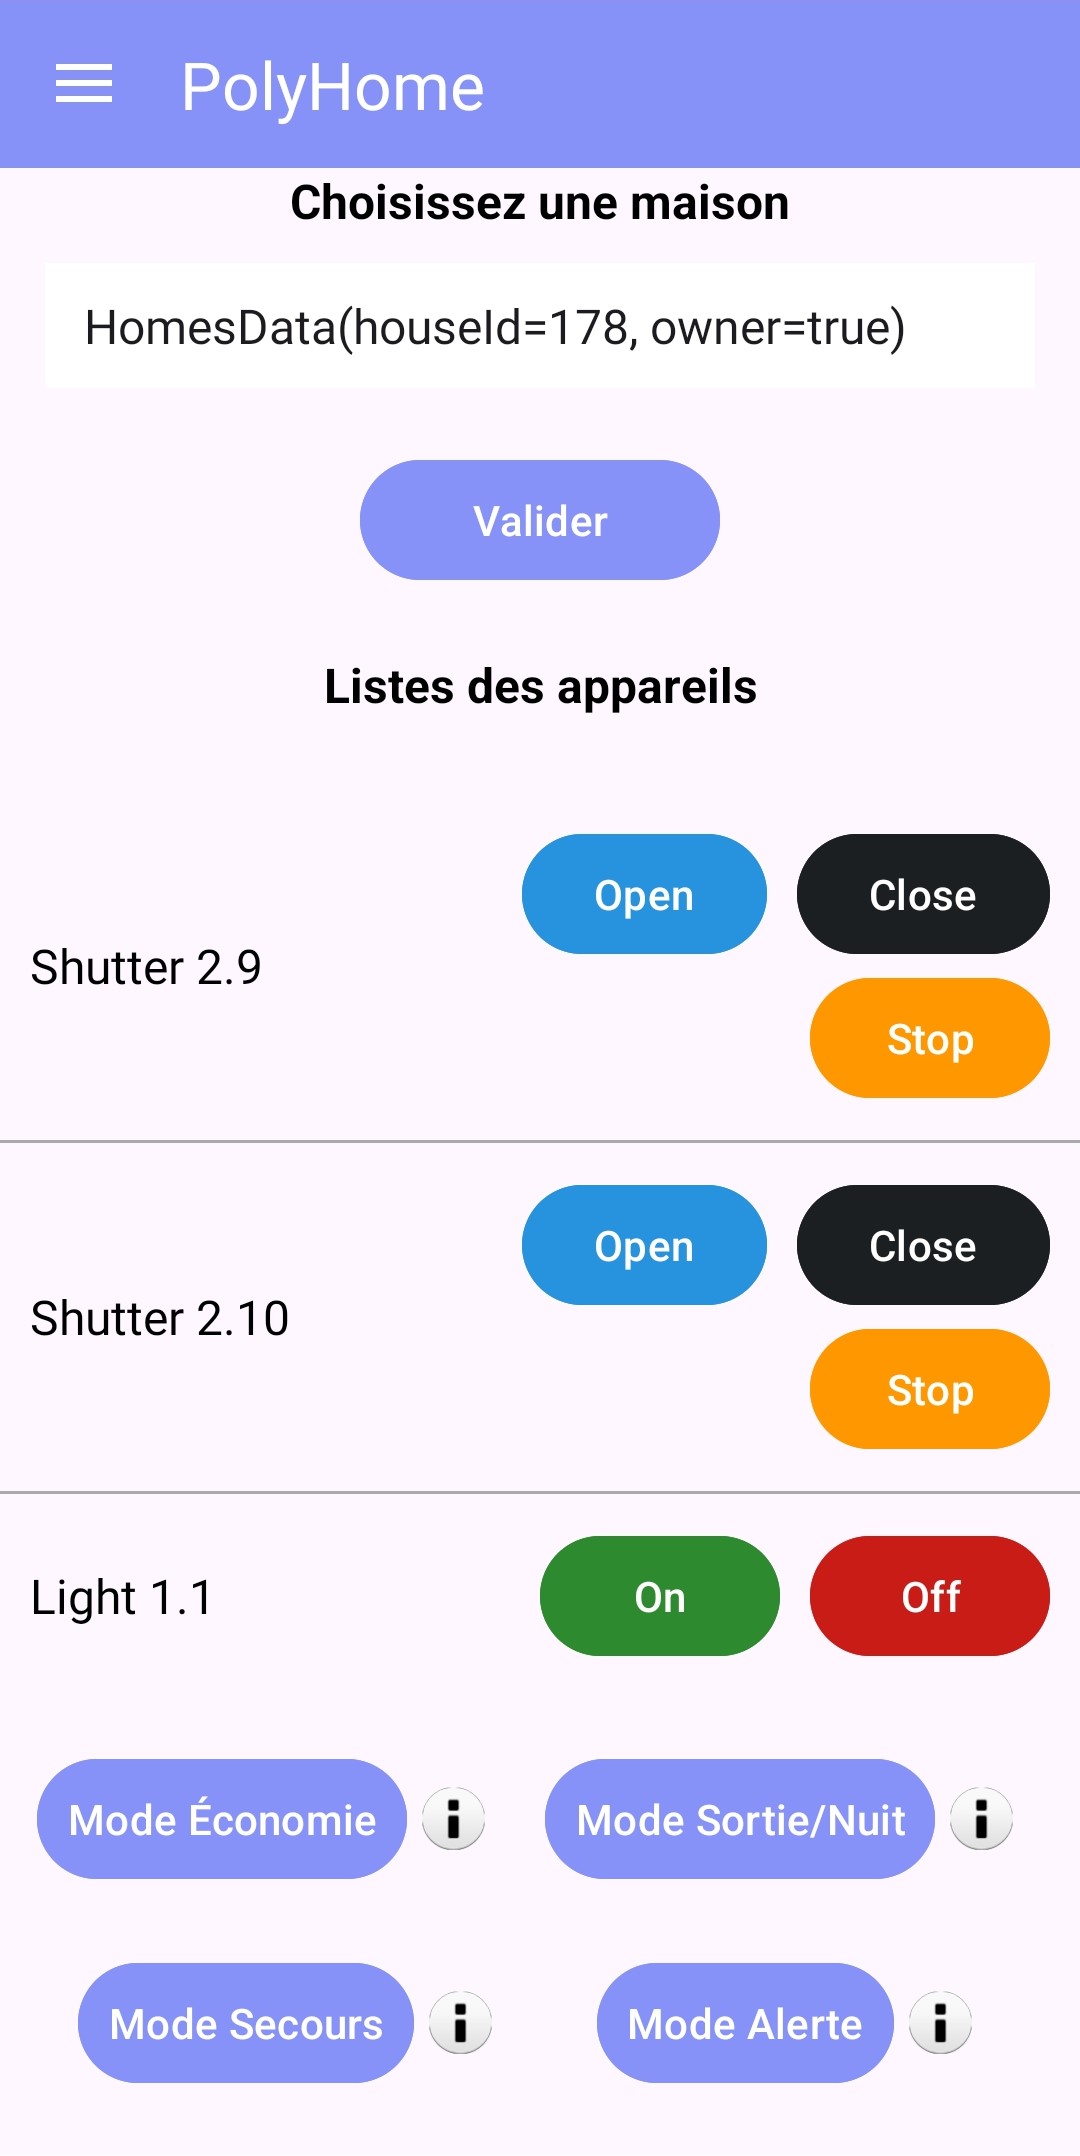 PolyHome
Choisissez une maison
HomesData(houseId=178, owner=true)
Valider
Listes des appareils
Open Close
Shutter 2.9
Stop
Open Close
Shutter 2.10
Stop
Light 1.1 On Off
Mode Économie Mode Sortie/Nuit
Mode Secours Mode Alerte